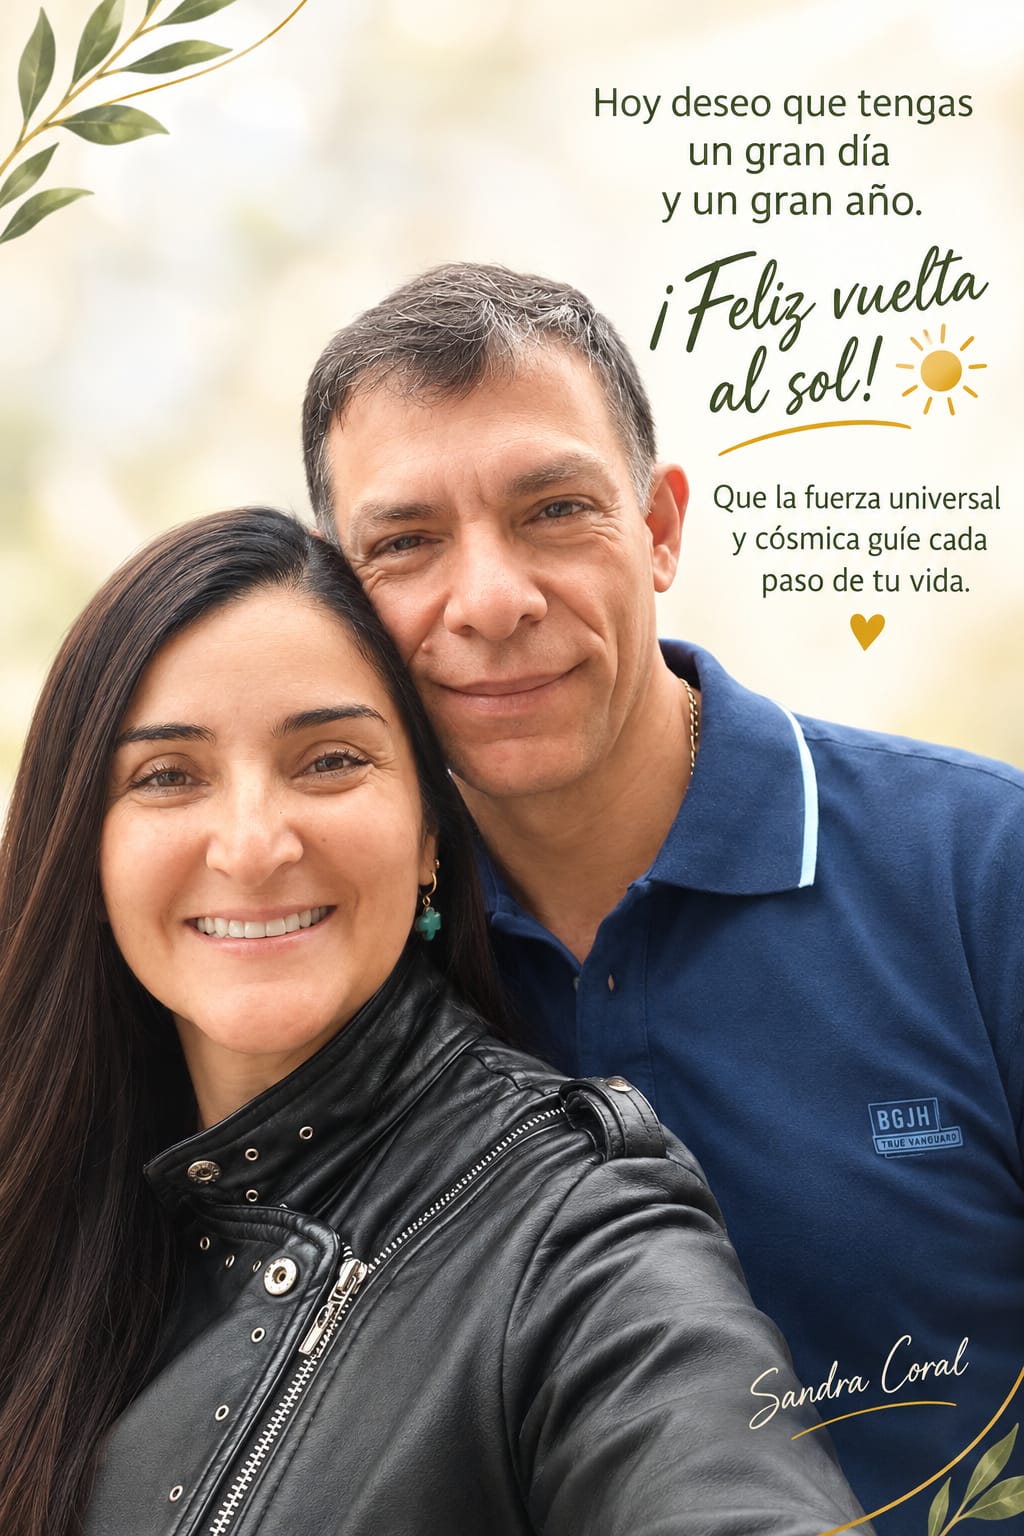 Hoy deseo que tengas
un gran día
y un gran año.
¡Feliz vuelta
al sol!
Que la fuerza universal
y cósmica guíe cada
paso de tu vida.
BGJH
TRUE VANGUARD
Sandra Coral